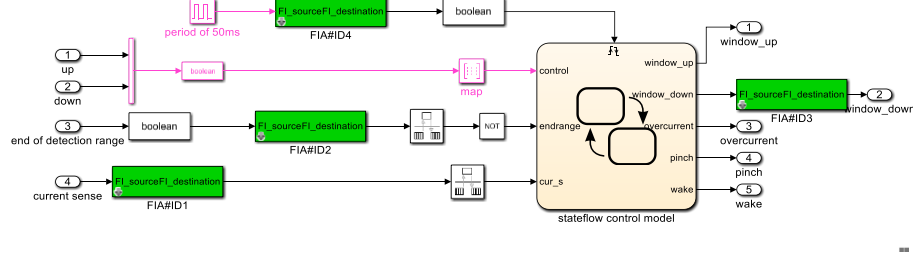 FI_sourceFI_destination
boolean
period of 50ms
FIA#ID4
1
up
2
down
boolean
map
control
window_up
1
window_up
window_down
FI_sourceFI_destination
2
window_down
FIA#ID3
3
end of detection range
boolean
FI_sourceFI_destination
FIA#ID2
NOT
endrange
overcurrent
3
overcurrent
pinch
4
pinch
4
current sense
FI_sourceFI_destination
FIA#ID1
cur_s
wake
5
wake
stateflow control model